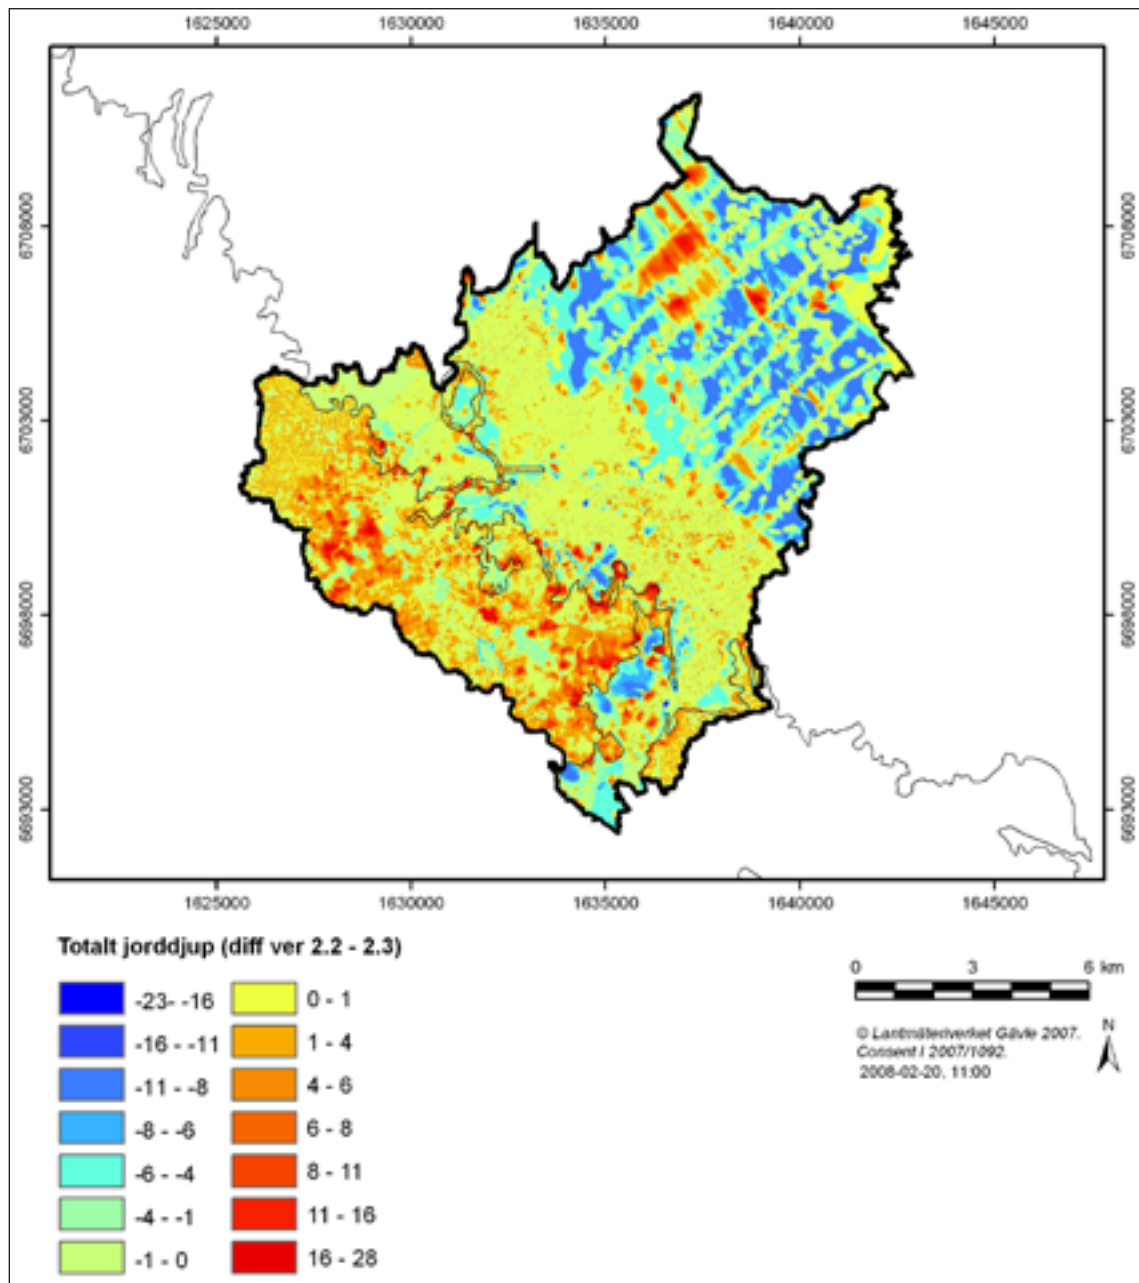 1625000 1630000 1635000 1640000 1645000
6708000 6708000
6703000 6703000
6698000 6698000
6693000 6693000
1625000 1630000 1635000 1640000 1645000
Totalt jorddjup (diff ver 2.2 - 2.3)
-23- -16
-16 - -11
-11 - -8
-8 - -6
-6 - -4
-4 - -1
-1 - 0
0 - 1
1 - 4
4 - 6
6 - 8
8 - 11
11 - 16
16 - 28
0 3 6 km
© Lantmäteriverket Gävle 2007.
Consent I 2007/1092.
2008-02-20, 11:00
N